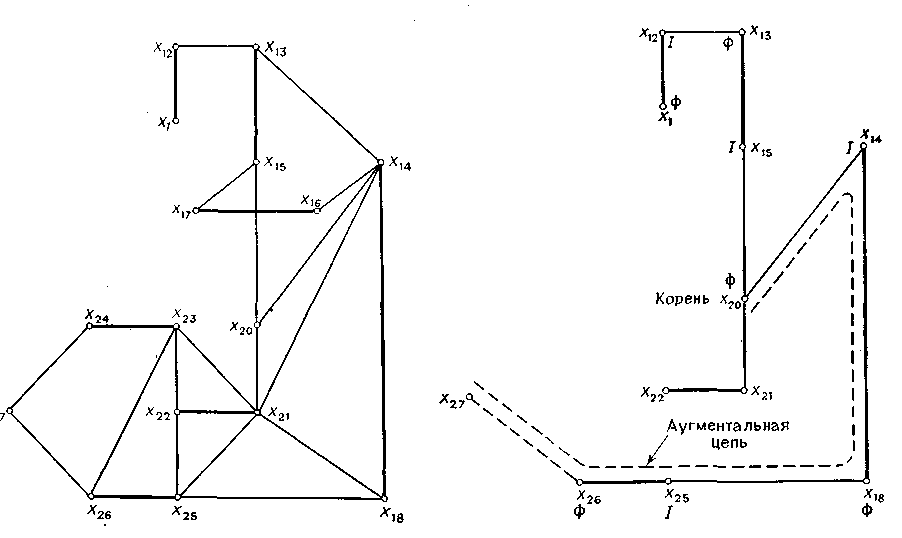 x₁₂ x₁₃
x₁
x₁₅ x₁₄
x₁₇ x₁₆
x₂₀
x₂₄ x₂₃
x₂₂ x₂₁
7
x₂₆ x₂₅ x₁₈
x₁₂ I ф x₁₃
ф
x₁
I x₁₅ I x₁₄
ф
Корень x₂₀
x₂₂ x₂₁
x₂₇
Аугментальная
цепь
x₂₆ x₂₅ x₁₈
Ф I Ф